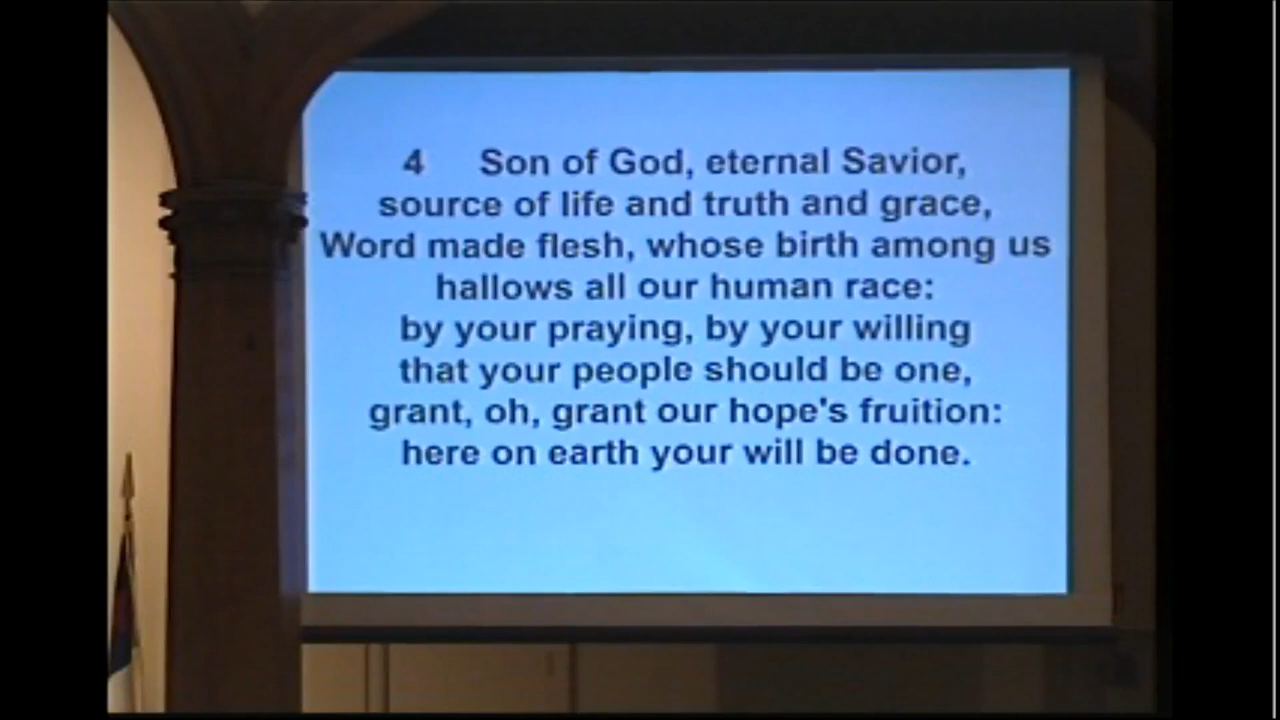 4 Son of God, eternal Savior,
source of life and truth and grace,
Word made flesh, whose birth among us
hallows all our human race:
by your praying, by your willing
that your people should be one,
grant, oh, grant our hope's fruition:
here on earth your will be done.